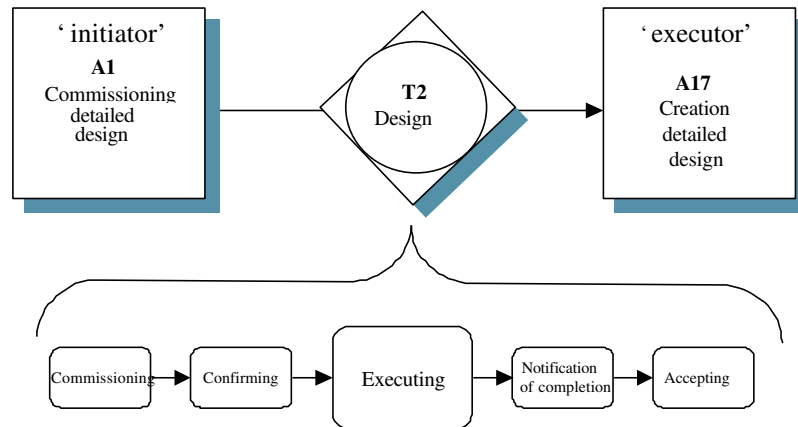 ‘ initiator’
A1
Commissioning
detailed
design
T2
Design
‘ executor’
A17
Creation
detailed
design
Commissioning
Confirming
Executing
Notification
of completion
Accepting